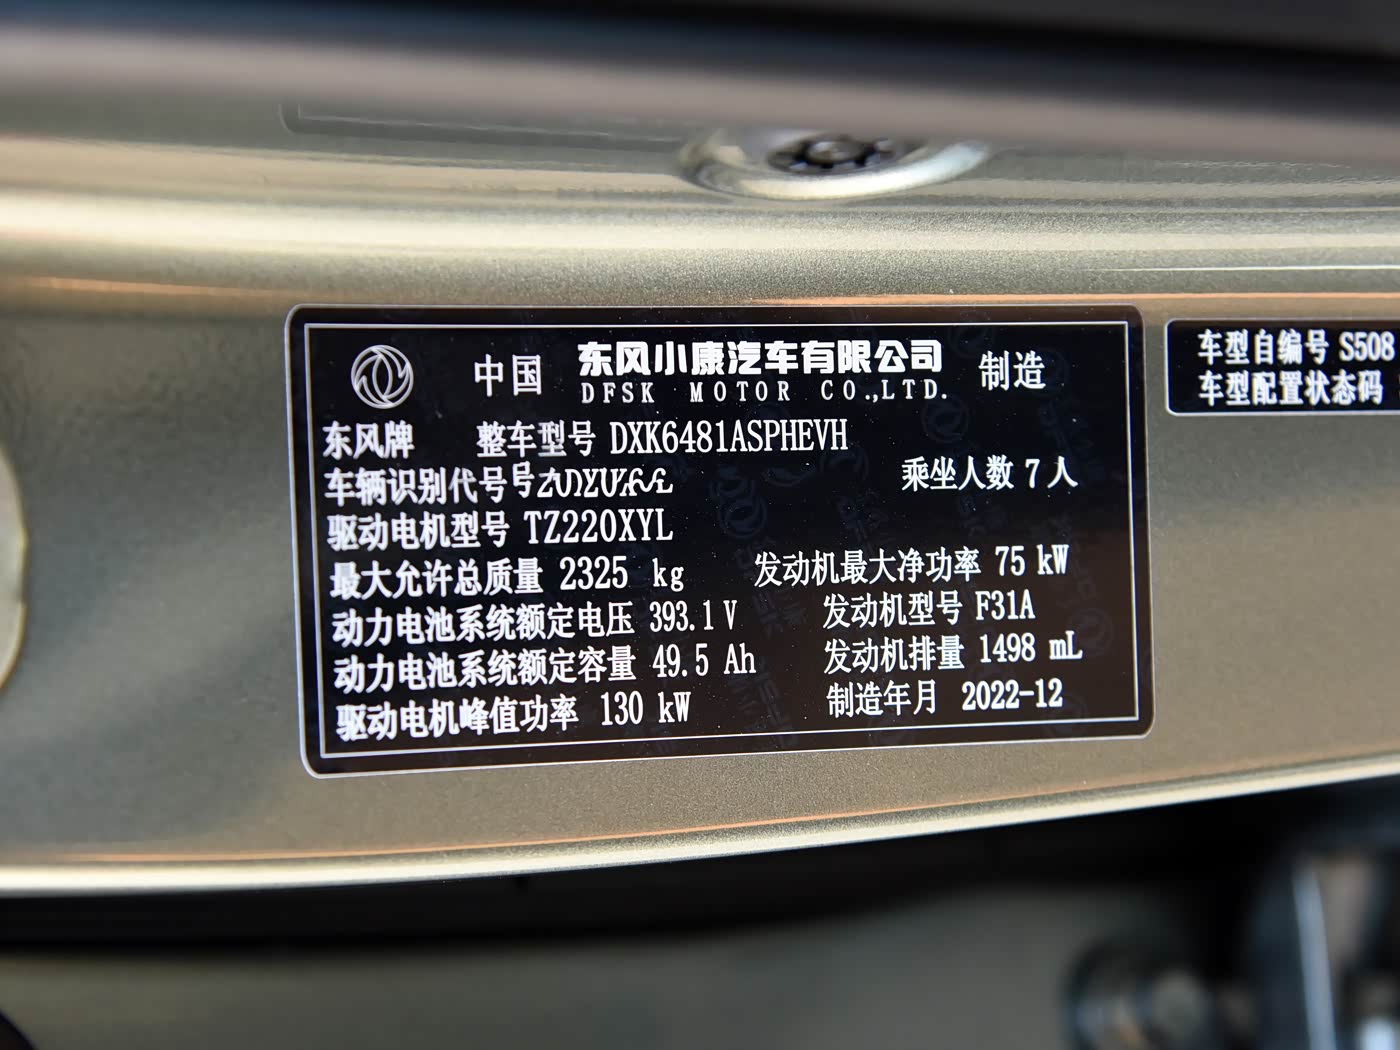 中国 东风小康汽车有限公司 制造
DFSK MOTOR CO.,LTD.
东风牌 整车型号 DXK6481ASPHEVH
车辆识别代号
乘坐人数 7 人
驱动电机型号 TZ220XYL
最大允许总质量 2325 kg 发动机最大净功率 75 kW
动力电池系统额定电压 393.1 V 发动机型号 F31A
动力电池系统额定容量 49.5 Ah 发动机排量 1498 mL
驱动电机峰值功率 130 kW 制造年月 2022-12
车型自编号 S508
车型配置状态码